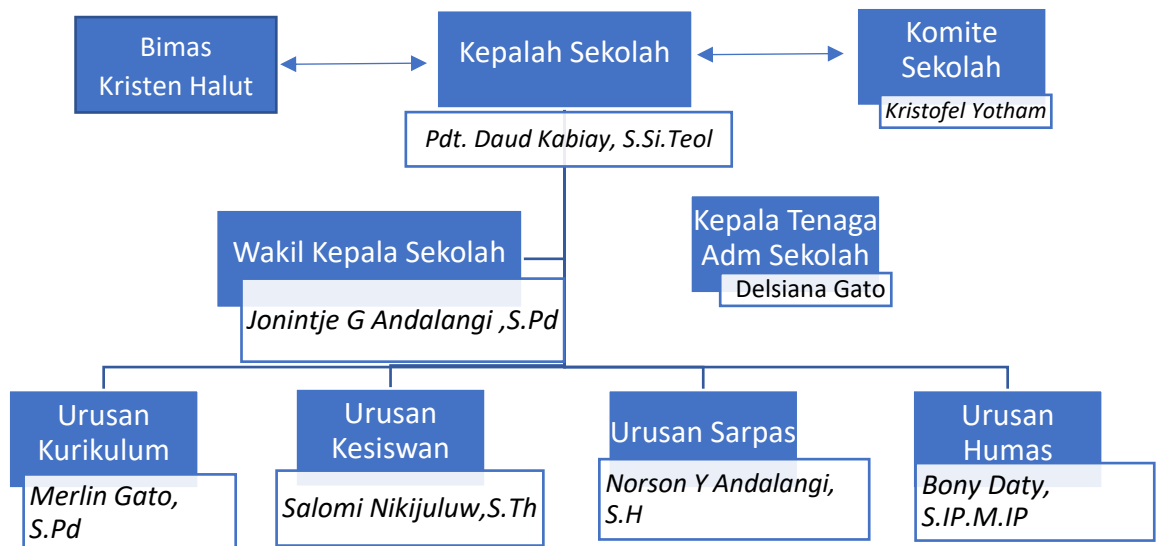 Bimas
Kristen Halut
Kepalah Sekolah
Komite
Sekolah
Kristofel Yotham
Pdt. Daud Kabiay, S.Si.Teol
Wakil Kepala Sekolah
Jonintje G Andalangi ,S.Pd
Kepala Tenaga
Adm Sekolah
Delsiana Gato
Urusan
Kurikulum
Merlin Gato,
S.Pd
Urusan
Kesiswan
Salomi Nikijuluw,S.Th
Urusan Sarpas
Norson Y Andalangi,
S.H
Urusan
Humas
Bony Daty,
S.IP.M.IP